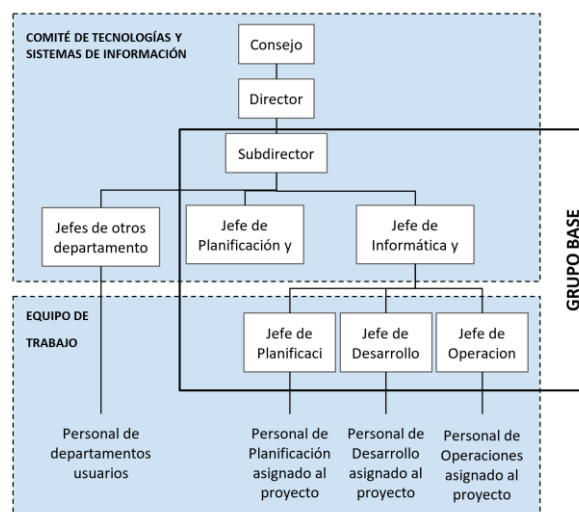 COMITÉ DE TECNOLOGÍAS Y
SISTEMAS DE INFORMACIÓN
Consejo
Director
Subdirector
Jefes de otros
departamento
Jefe de
Planificación y
Jefe de
Informática y
GRUPO BASE
EQUIPO DE
TRABAJO
Jefe de
Planificaci
Jefe de
Desarrollo
Jefe de
Operacion
Personal de
departamentos
usuarios
Personal de
Planificación
asignado al
proyecto
Personal de
Desarrollo
asignado al
proyecto
Personal de
Operaciones
asignado al
proyecto